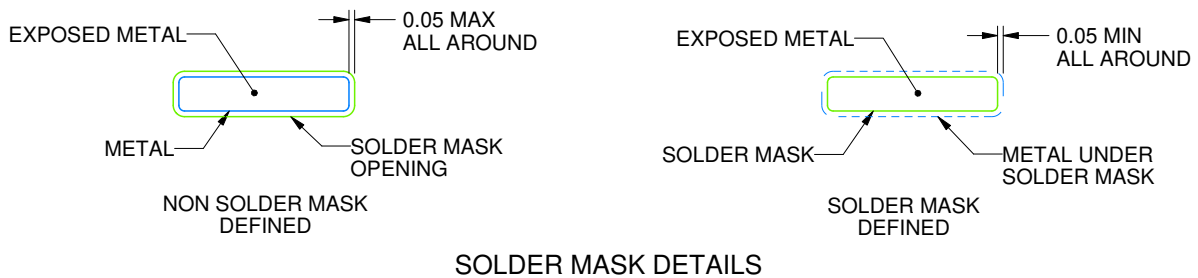 0.05 MAX
ALL AROUND
EXPOSED METAL
METAL
SOLDER MASK
OPENING
NON SOLDER MASK
DEFINED
0.05 MIN
ALL AROUND
EXPOSED METAL
SOLDER MASK
METAL UNDER
SOLDER MASK
SOLDER MASK
DEFINED
SOLDER MASK DETAILS